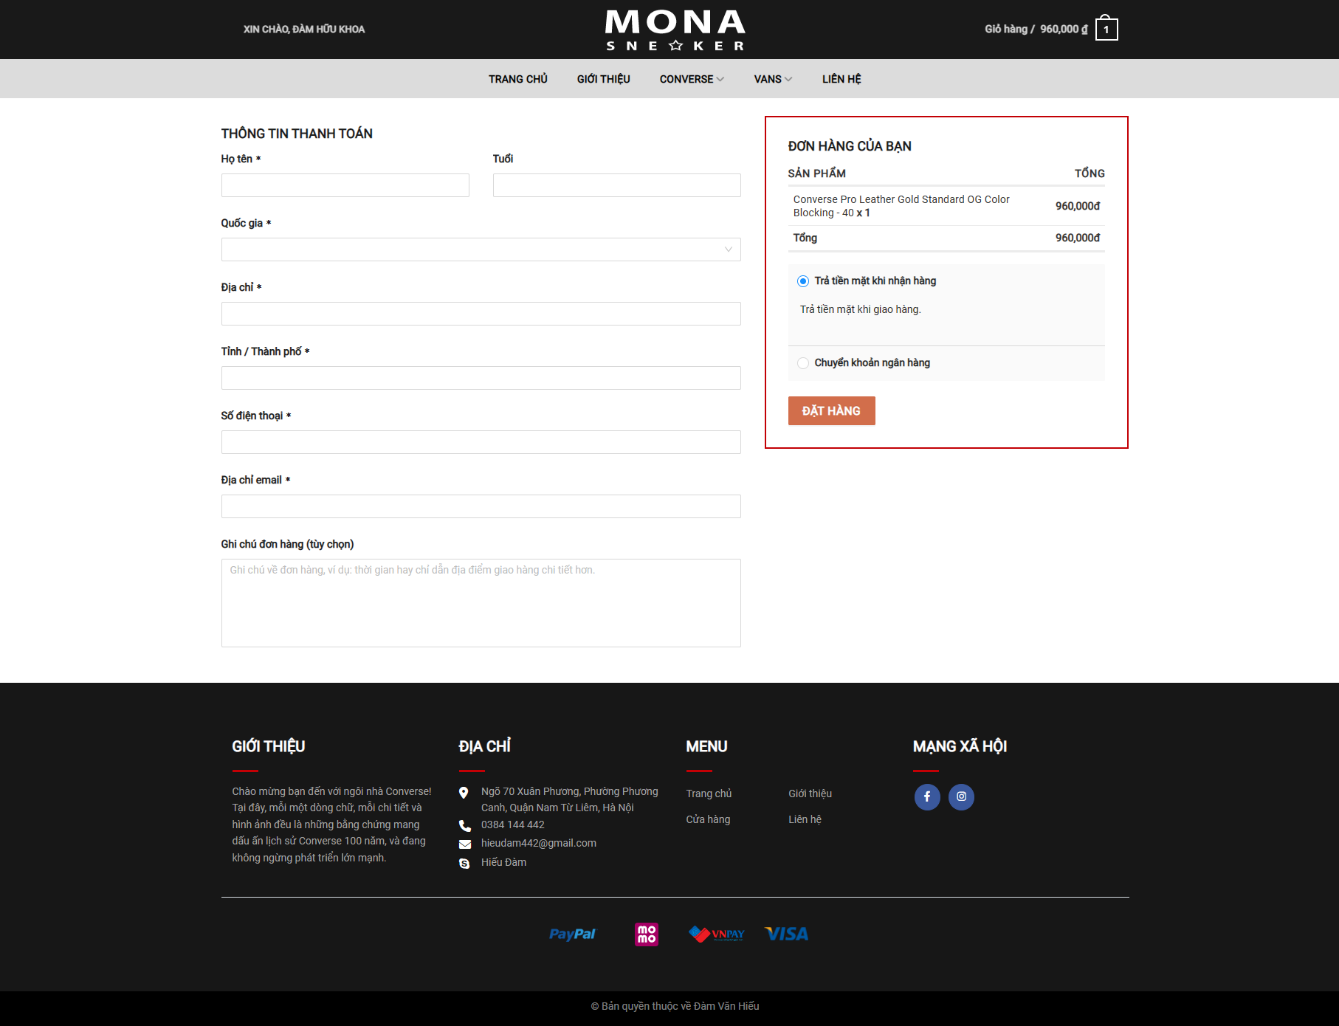 XIN CHÀO, ĐÀM HỮU KHOA
MONA
SNE☆KER
Giỏ hàng / 960,000 ₫
1
TRANG CHỦ
GIỚI THIỆU
CONVERSE
VANS
LIÊN HỆ
THÔNG TIN THANH TOÁN
Họ tên *
Tuổi
Quốc gia *
Địa chỉ *
Tỉnh / Thành phố *
Số điện thoại *
Địa chỉ email *
Ghi chú đơn hàng (tùy chọn)
Ghi chú về đơn hàng, ví dụ: thời gian hay chỉ dẫn địa điểm giao hàng chi tiết hơn.
ĐƠN HÀNG CỦA BẠN
SẢN PHẨM TỔNG
Converse Pro Leather Gold Standard OG Color
Blocking - 40 x 1
960,000đ
Tổng 960,000đ
Trả tiền mặt khi nhận hàng
Trả tiền mặt khi giao hàng.
Chuyển khoản ngân hàng
ĐẶT HÀNG
GIỚI THIỆU
Chào mừng bạn đến với ngôi nhà Converse!
Tại đây, mỗi một dòng chữ, mỗi chi tiết và
hình ảnh đều là những bằng chứng mang
dấu ấn lịch sử Converse 100 năm, và đang
không ngừng phát triển lớn mạnh.
ĐỊA CHỈ
Ngõ 70 Xuân Phương, Phường Phương
Canh, Quận Nam Từ Liêm, Hà Nội
0384 144 442
hieudam442@gmail.com
Hiếu Đàm
MENU
Trang chủ
Giới thiệu
Cửa hàng
Liên hệ
MẠNG XÃ HỘI
PayPal
mo
mo
VNPAY
VISA
© Bản quyền thuộc về Đàm Văn Hiếu